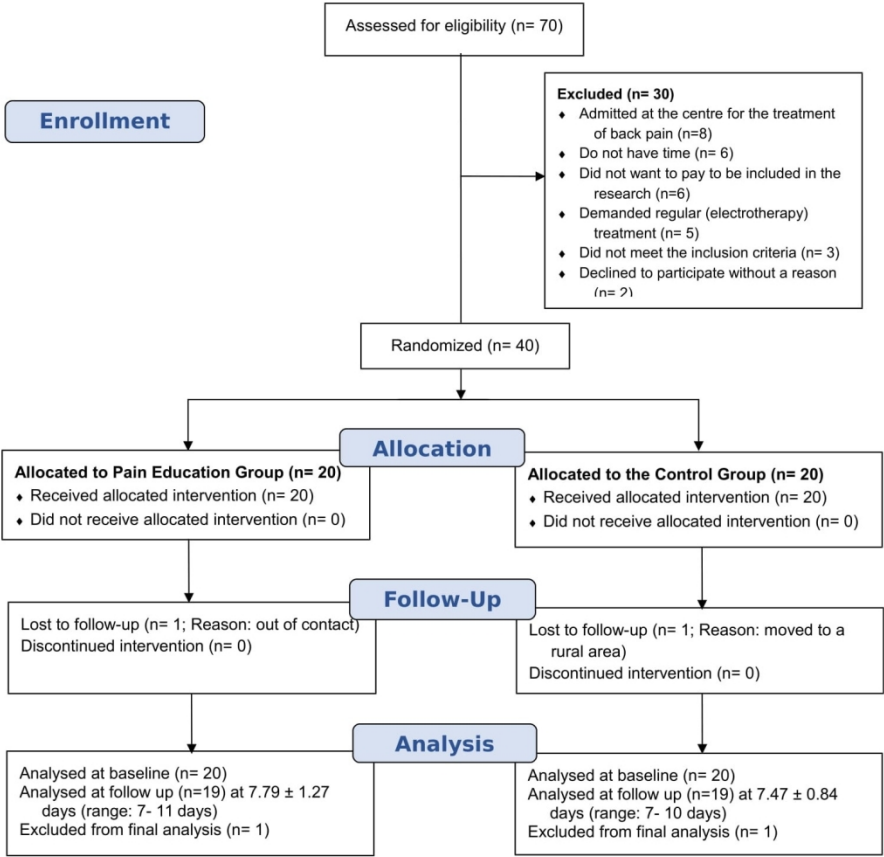 Assessed for eligibility (n= 70)
Enrollment
Excluded (n= 30)
♦ Admitted at the centre for the treatment
of back pain (n=8)
♦ Do not have time (n= 6)
♦ Did not want to pay to be included in the
research (n=6)
♦ Demanded regular (electrotherapy)
treatment (n= 5)
♦ Did not meet the inclusion criteria (n= 3)
♦ Declined to participate without a reason
(n= 2)
Randomized (n= 40)
Allocation
Allocated to Pain Education Group (n= 20)
♦ Received allocated intervention (n= 20)
♦ Did not receive allocated intervention (n= 0)
Allocated to the Control Group (n= 20)
♦ Received allocated intervention (n= 20)
♦ Did not receive allocated intervention (n= 0)
Follow-Up
Lost to follow-up (n= 1; Reason: out of contact)
Discontinued intervention (n= 0)
Lost to follow-up (n= 1; Reason: moved to a
rural area)
Discontinued intervention (n= 0)
Analysis
Analysed at baseline (n= 20)
Analysed at follow up (n=19) at 7.79 ± 1.27
days (range: 7- 11 days)
Excluded from final analysis (n= 1)
Analysed at baseline (n= 20)
Analysed at follow up (n=19) at 7.47 ± 0.84
days (range: 7- 10 days)
Excluded from final analysis (n= 1)